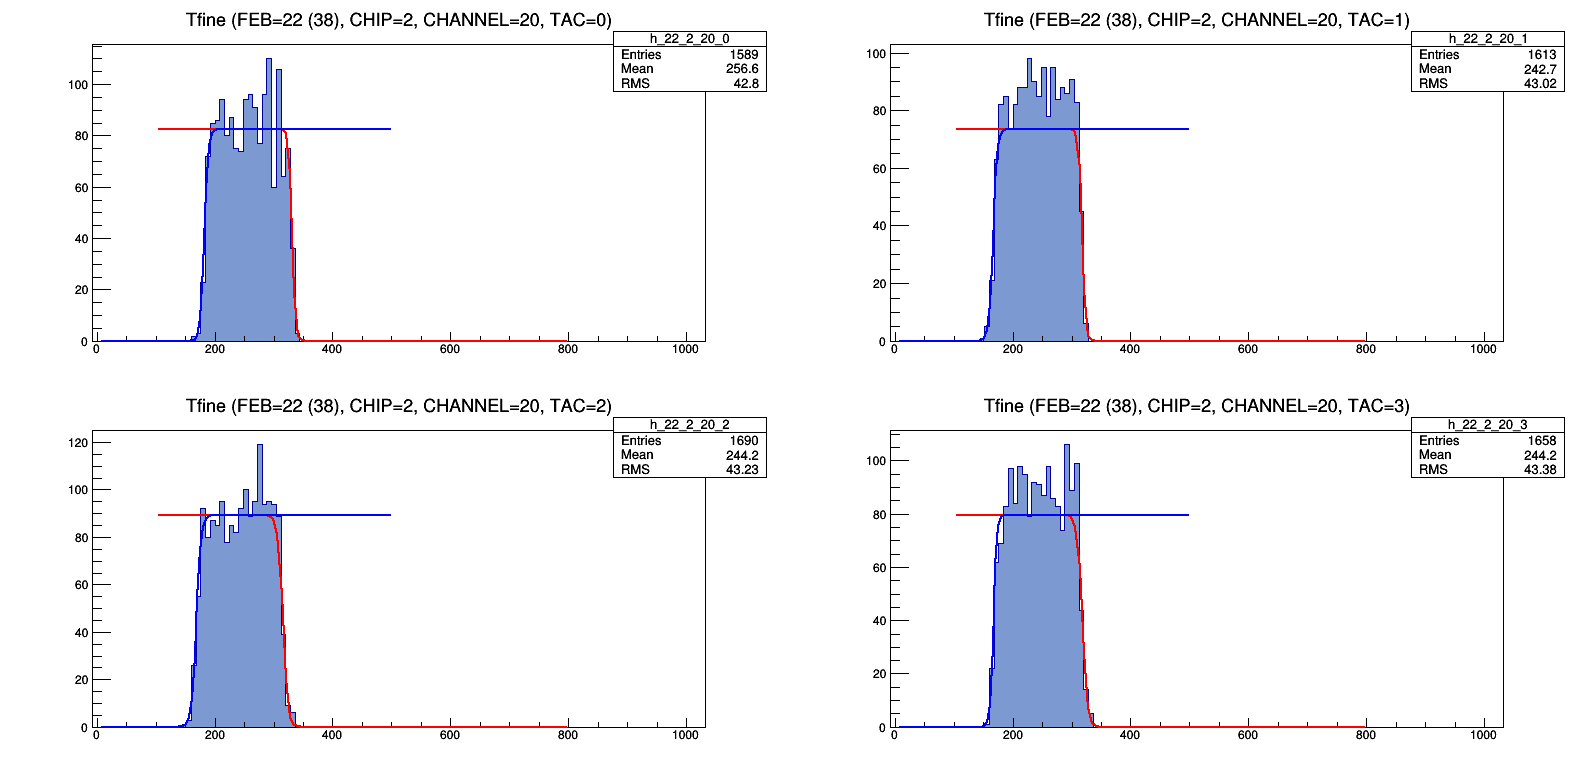 Tfine (FEB=22 (38), CHIP=2, CHANNEL=20, TAC=0)
h_22_2_20_0
Entries 1589
Mean 256.6
RMS 42.8
100
80
60
40
20
0
0 200 400 600 800 1000
Tfine (FEB=22 (38), CHIP=2, CHANNEL=20, TAC=1)
h_22_2_20_1
Entries 1613
Mean 242.7
RMS 43.02
100
80
60
40
20
0
0 200 400 600 800 1000
Tfine (FEB=22 (38), CHIP=2, CHANNEL=20, TAC=2)
h_22_2_20_2
Entries 1690
Mean 244.2
RMS 43.23
120
100
80
60
40
20
0
0 200 400 600 800 1000
Tfine (FEB=22 (38), CHIP=2, CHANNEL=20, TAC=3)
h_22_2_20_3
Entries 1658
Mean 244.2
RMS 43.38
100
80
60
40
20
0
0 200 400 600 800 1000